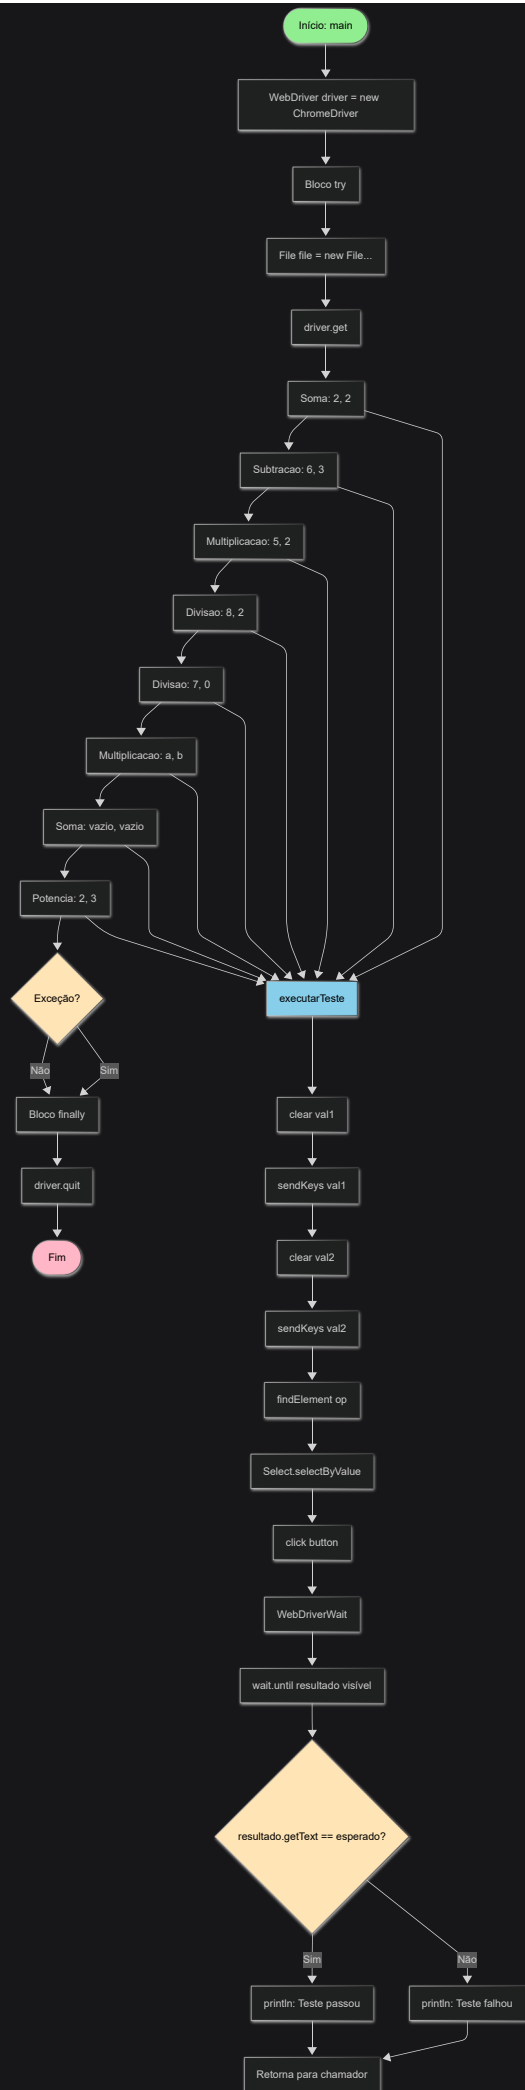 Início: main
WebDriver driver = new
ChromeDriver
Bloco try
File file = new File...
driver.get
Soma: 2, 2
Subtracao: 6, 3
Multiplicacao: 5, 2
Divisao: 8, 2
Divisao: 7, 0
Multiplicacao: a, b
Soma: vazio, vazio
Potencia: 2, 3
Exceção?
executarTeste
Não
Sim
Bloco finally
driver.quit
Fim
clear val1
sendKeys val1
clear val2
sendKeys val2
findElement op
Select.selectByValue
click button
WebDriverWait
wait.until resultado visível
resultado.getText == esperado?
Sim
Não
println: Teste passou
println: Teste falhou
Retorna para chamador